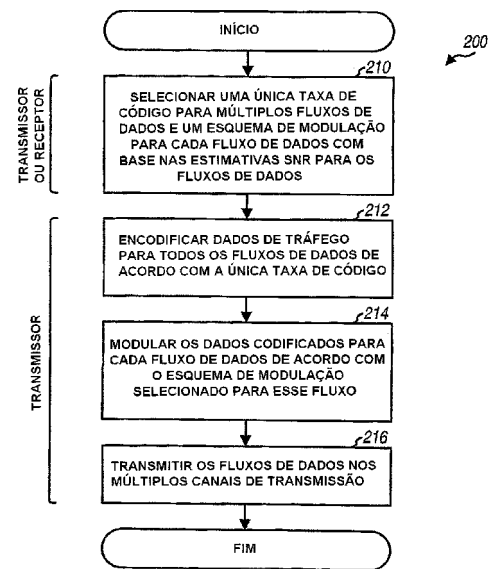 INÍCIO
200
210
SELECIONAR UMA ÚNICA TAXA DE
CÓDIGO PARA MÚLTIPLOS FLUXOS DE
DADOS E UM ESQUEMA DE MODULAÇÃO
PARA CADA FLUXO DE DADOS COM
BASE NAS ESTIMATIVAS SNR PARA OS
FLUXOS DE DADOS
TRANSMISSOR
OU RECEPTOR
212
ENCODIFICAR DADOS DE TRÁFEGO
PARA TODOS OS FLUXOS DE DADOS DE
ACORDO COM A ÚNICA TAXA DE CÓDIGO
214
MODULAR OS DADOS CODIFICADOS PARA
CADA FLUXO DE DADOS DE ACORDO COM
O ESQUEMA DE MODULAÇÃO
SELECIONADO PARA ESSE FLUXO
TRANSMISSOR
216
TRANSMITIR OS FLUXOS DE DADOS NOS
MÚLTIPLOS CANAIS DE TRANSMISSÃO
FIM